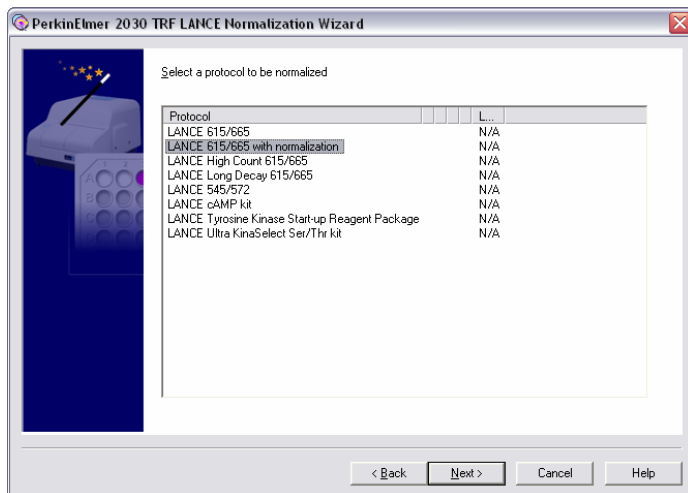 PerkinElmer 2030 TRF LANCE Normalization Wizard
Select a protocol to be normalized
Protocol L...
LANCE 615/665 N/A
LANCE 615/665 with normalization N/A
LANCE High Count 615/665 N/A
LANCE Long Decay 615/665 N/A
LANCE 545/572 N/A
LANCE cAMP kit N/A
LANCE Tyrosine Kinase Start-up Reagent Package N/A
LANCE Ultra KinaSelect Ser/Thr kit N/A
< Back Next > Cancel Help